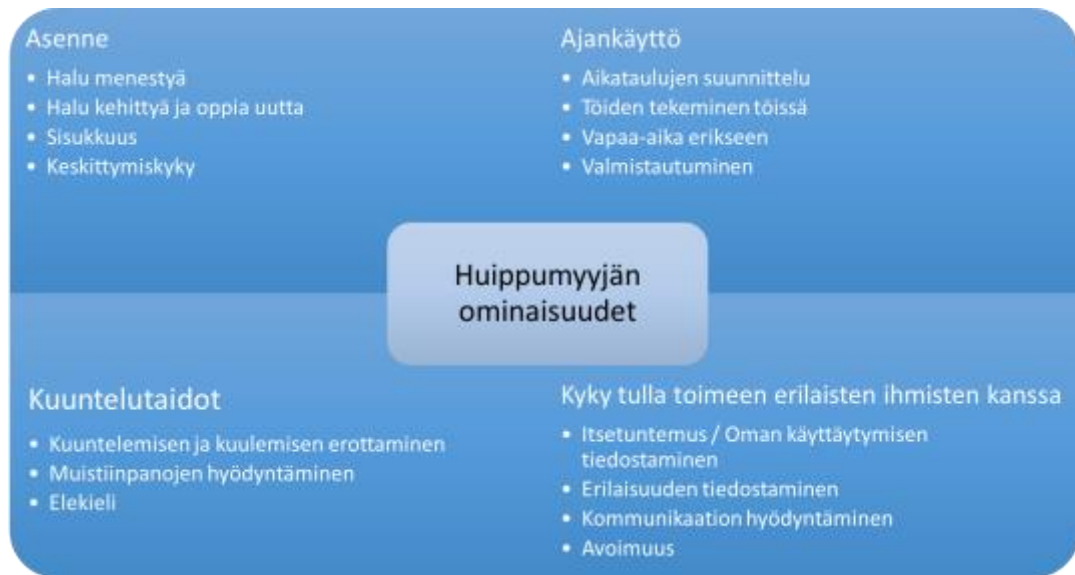 Asenne
• Halu menestyä
• Halu kehittyä ja oppia uutta
• Sisukkuus
• Keskittymiskyky
Ajankäyttö
• Aikataulujen suunnittelu
• Töiden tekeminen töissä
• Vapaa-aika erikseen
• Valmistautuminen
Huippumyyjän
ominaisuudet
Kuuntelutaidot
• Kuuntelemisen ja kuulemisen erottaminen
• Muistiinpanojen hyödyntäminen
• Elekieli
Kyky tulla toimeen erilaisten ihmisten kanssa
• Itsetuntemus / Oman käyttäytymisen
tiedostaminen
• Erilaisuuden tiedostaminen
• Kommunikaation hyödyntäminen
• Avoimuus